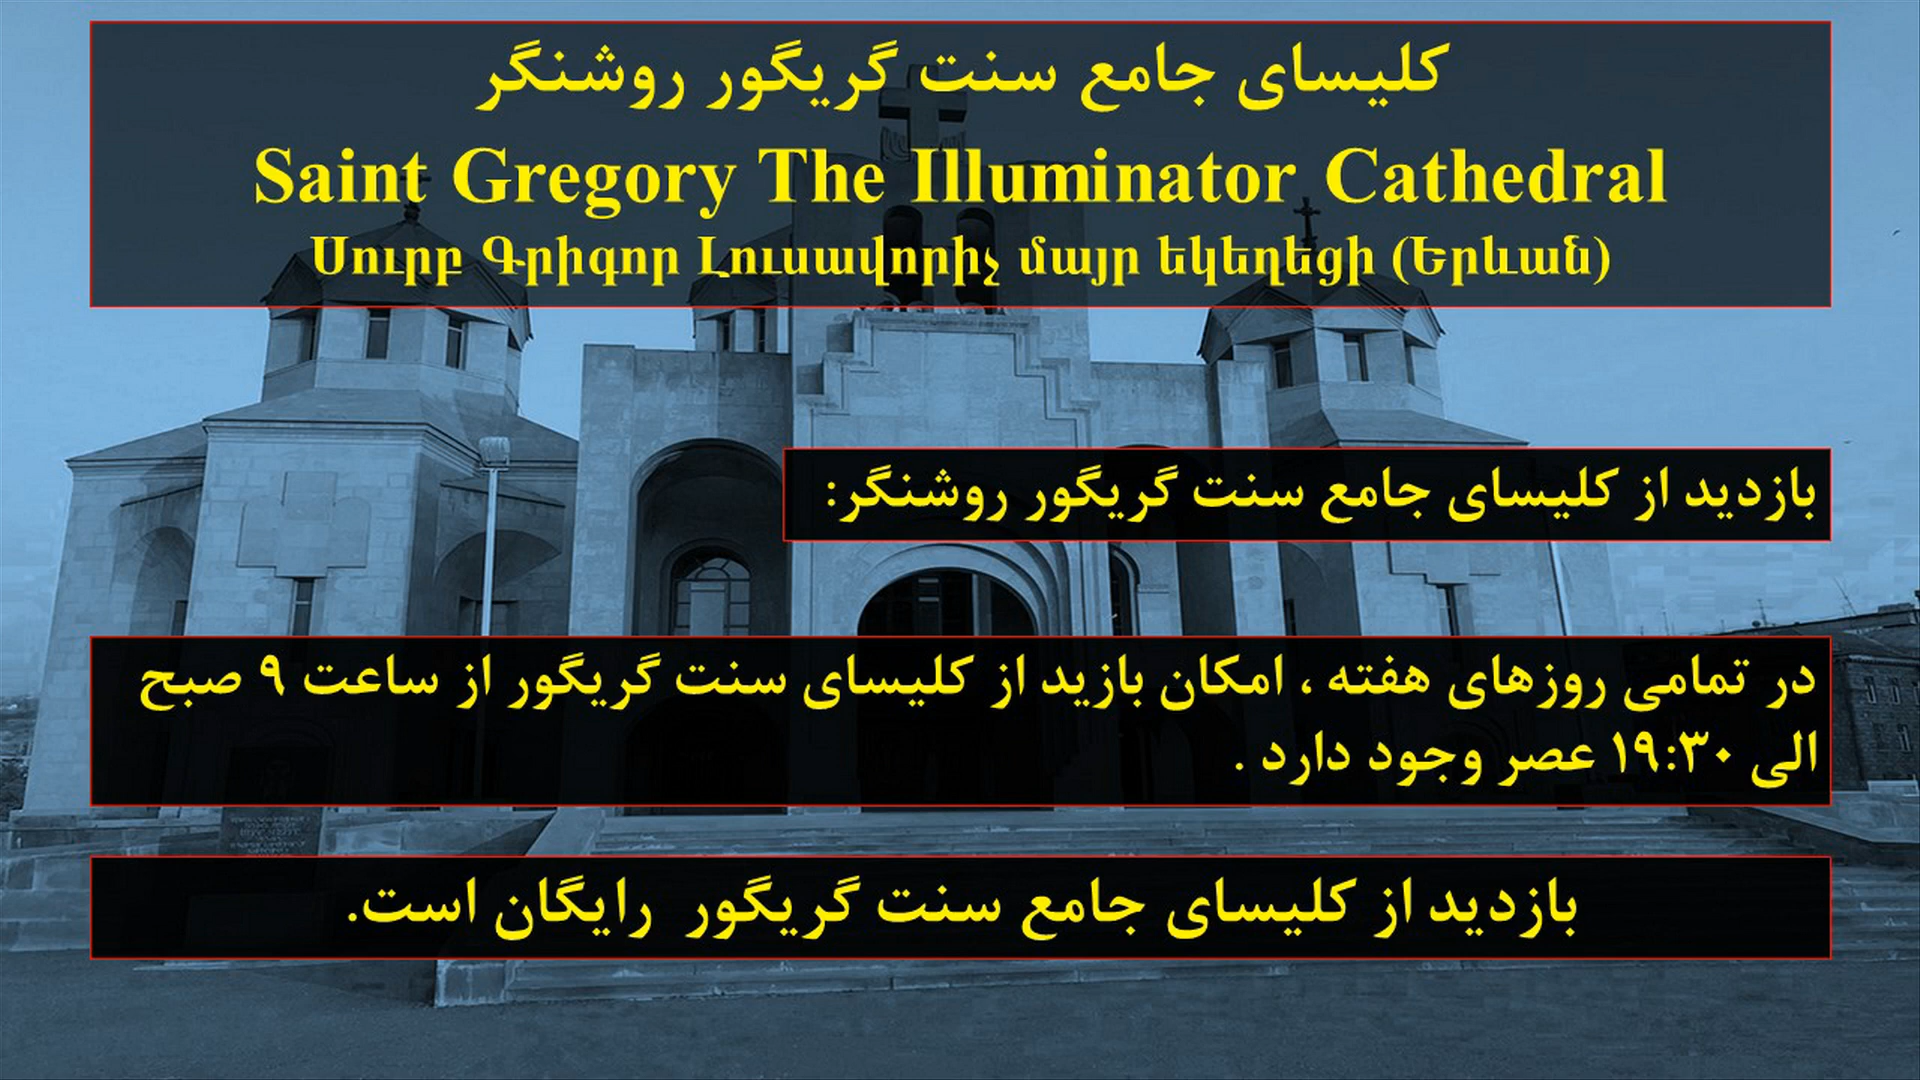 کلیسای جامع سنت گریگور روشنگر
Saint Gregory The Illuminator Cathedral
Սուրբ Գրիգոր Լուսավորիչ մայր եկեղեցի (Երևան)
بازدید از کلیسای جامع سنت گریگور روشنگر:
در تمامی روزهای هفته ، امکان بازید از کلیسای سنت گریگور از ساعت ۹ صبح
الی ۱۹:۳۰ عصر وجود دارد .
بازدید از کلیسای جامع سنت گریگور رایگان است.